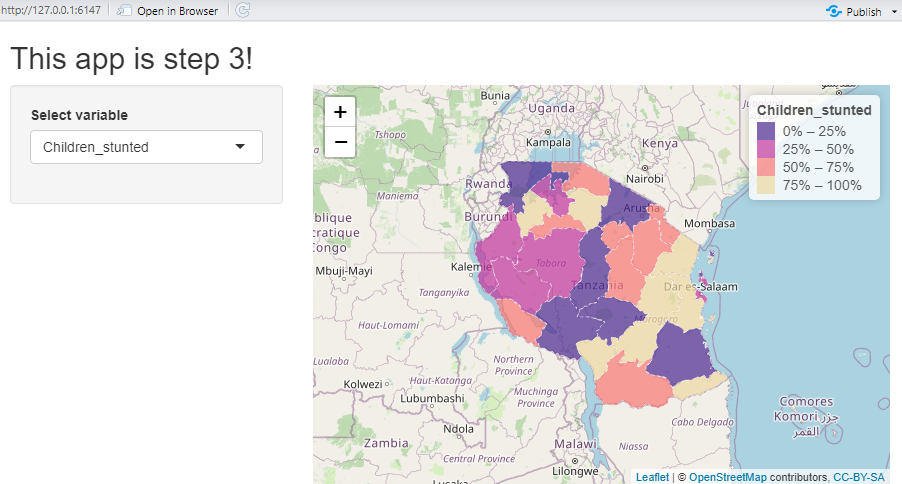 http://127.0.0.1:6147 Open in Browser Publish
This app is step 3!
Select variable
Children_stunted
+
−
Children_stunted
0% – 25%
25% – 50%
50% – 75%
75% – 100%
Bunia
Uganda
Tshopo
Kampala
Kenya
Nairobi
Rwanda
Maniema
Burundi
Arusha
Mombasa
blique
cratique
ongo
Mbuji-Mayi
Kalemie
Tabora
Tanzania
Dar es-Salaam
Tanganyika
Morogoro
Haut-Lomami
Lualaba
Northern
Province
Kolwezi
Haut-Katanga
Muchinga
Province
Lubumbashi
Comores
Komori جزر
القمر
Ndola
Cabo Delgado
Zambia
Central Province
Malawi
Niassa
Lilongwe
Lusaka
Leaflet | © OpenStreetMap contributors, CC-BY-SA